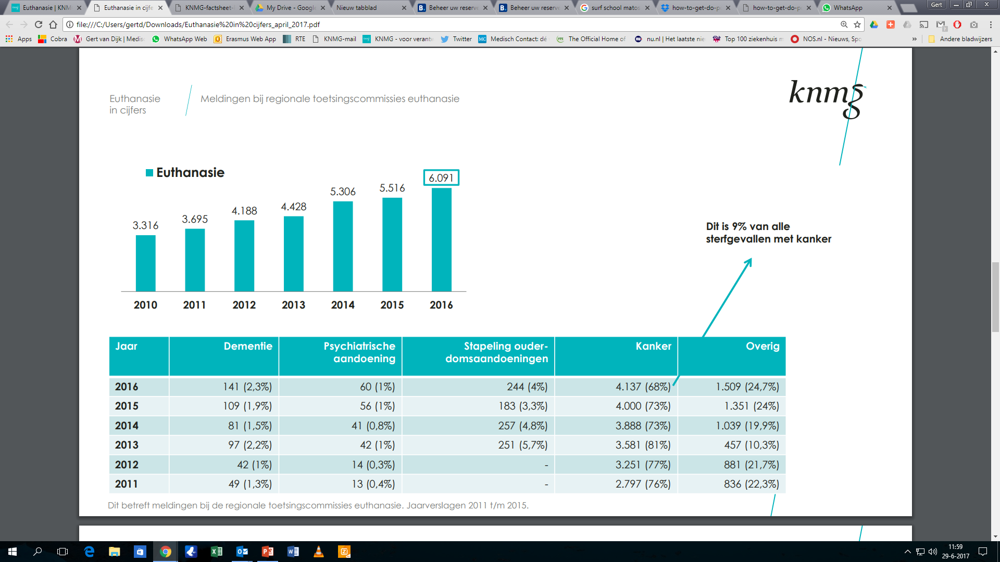 Euthanasie | KNM
Euthanasie in cijfe
KNMG-factsheet-
My Drive - Google
Nieuw tabblad
Beheer uw reserve
Beheer uw reserve
surf school matos
how-to-get-do-p
how-to-get-do-p
WhatsApp
Gert
file:///C:/Users/gertd/Downloads/Euthanasie%20in%20cijfers_april_2017.pdf
Apps
Cobra
Gert van Dijk | Medis
WhatsApp Web
Erasmus Web App
RTE
KNMG-mail
KNMG - voor verant
Twitter
Medisch Contact: dé
The Official Home of
nu.nl | Het laatste nie
Top 100 ziekenhuis
NOS.nl - Nieuws, Spo
» Andere bladwijzers
Euthanasie
in cijfers
Meldingen bij regionale toetsingscommissies euthanasie
knmg
Euthanasie
3.316 3.695 4.188 4.428 5.306 5.516 6.091
2010 2011 2012 2013 2014 2015 2016
Dit is 9% van alle
sterfgevallen met kanker
Jaar Dementie Psychiatrische Stapeling ouder- Kanker Overig
aandoening domsaandoeningen
2016 141 (2,3%) 60 (1%) 244 (4%) 4.137 (68%) 1.509 (24,7%)
2015 109 (1,9%) 56 (1%) 183 (3,3%) 4.000 (73%) 1.351 (24%)
2014 81 (1,5%) 41 (0,8%) 257 (4,8%) 3.888 (73%) 1.039 (19,9%)
2013 97 (2,2%) 42 (1%) 251 (5,7%) 3.581 (81%) 457 (10,3%)
2012 42 (1%) 14 (0,3%) - 3.251 (77%) 881 (21,7%)
2011 49 (1,3%) 13 (0,4%) - 2.797 (76%) 836 (22,3%)
Dit betreft meldingen bij de regionale toetsingscommissies euthanasie. Jaarverslagen 2011 t/m 2015.
11:59
29-6-2017